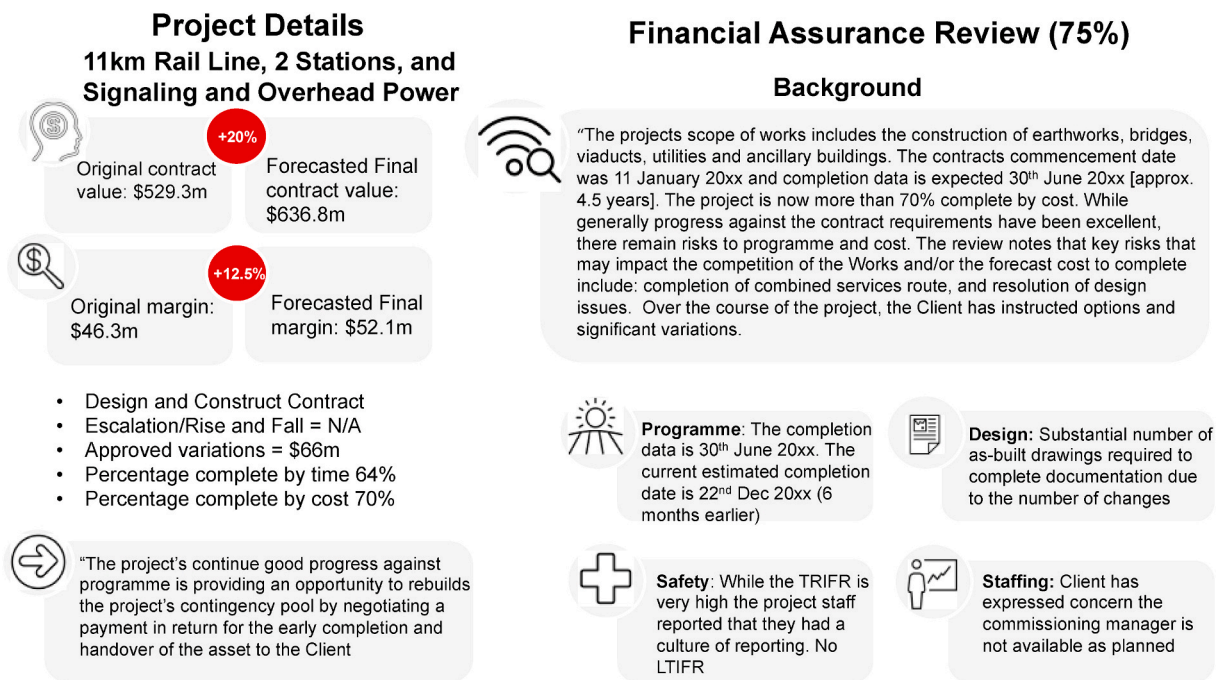 Project Details
11km Rail Line, 2 Stations, and
Signaling and Overhead Power
+20%
Original contract
value: $529.3m
Forecasted Final
contract value:
$636.8m
+12.5%
Original margin:
$46.3m
Forecasted Final
margin: $52.1m
• Design and Construct Contract
• Escalation/Rise and Fall = N/A
• Approved variations = $66m
• Percentage complete by time 64%
• Percentage complete by cost 70%
“The project’s continue good progress against
programme is providing an opportunity to rebuilds
the project’s contingency pool by negotiating a
payment in return for the early completion and
handover of the asset to the Client
Financial Assurance Review (75%)
Background
“The projects scope of works includes the construction of earthworks, bridges,
viaducts, utilities and ancillary buildings. The contracts commencement date
was 11 January 20xx and completion data is expected 30th June 20xx [approx.
4.5 years]. The project is now more than 70% complete by cost. While
generally progress against the contract requirements have been excellent,
there remain risks to programme and cost. The review notes that key risks that
may impact the competition of the Works and/or the forecast cost to complete
include: completion of combined services route, and resolution of design
issues. Over the course of the project, the Client has instructed options and
significant variations.
Programme: The completion
data is 30th June 20xx. The
current estimated completion
date is 22nd Dec 20xx (6
months earlier)
Design: Substantial number of
as-built drawings required to
complete documentation due
to the number of changes
Safety: While the TRIFR is
very high the project staff
reported that they had a
culture of reporting. No
LTIFR
Staffing: Client has
expressed concern the
commissioning manager is
not available as planned